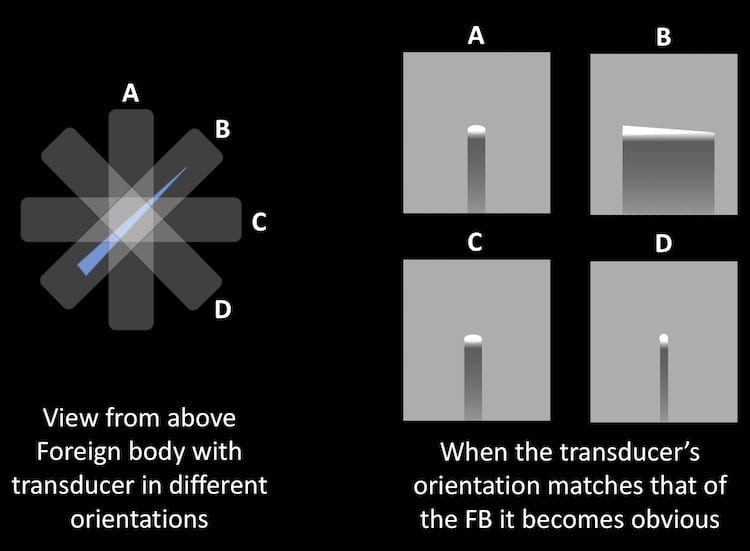 A
B
C
D
View from above
Foreign body with
transducer in different
orientations
A
B
C
D
When the transducer's
orientation matches that of
the FB it becomes obvious